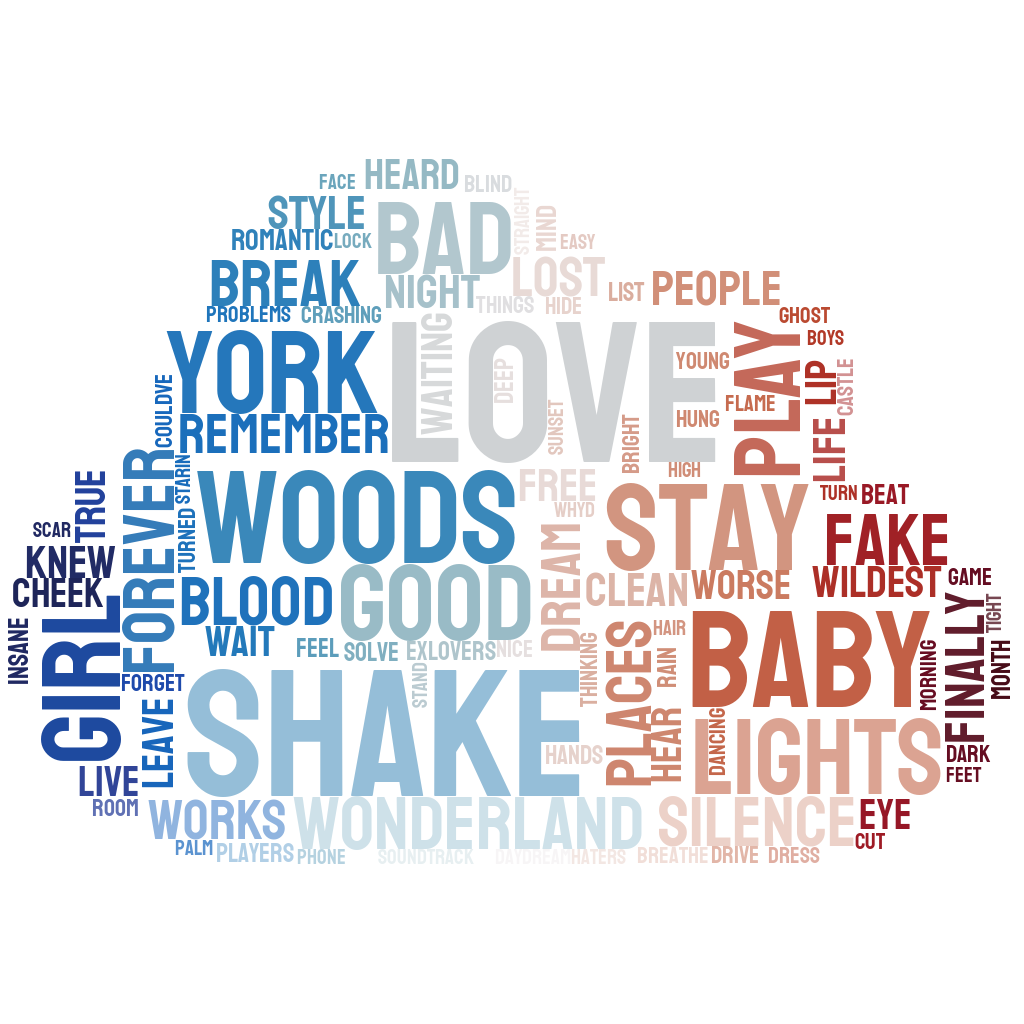 FACE
HEARD
BLIND
STYLE
BAD
STRAIGHT
MIND
ROMANTIC
LOCK
EASY
BREAK
NIGHT
LOST
LIST
PEOPLE
THINGS
HIDE
PROBLEMS
CRASHING
GHOST
YORK
LOVE
WAITING
DEEP
YOUNG
PLAY
BOYS
LIP
CASTLE
COULDVE
REMEMBER
SUNSET
HUNG
FLAME
BRIGHT
LIFE
HIGH
TRUE
FOREVER
STARIN
TURNED
WOODS
FREE
WHYD
STAY
TURN
BEAT
SCAR
KNEW
CHEEK
FAKE
DREAM
BLOOD
GOOD
CLEAN
WORSE
WILDEST
GAME
TIGHT
INSANE
GIRL
WAIT
FEEL
SOLVE
EXLOVERS
NICE
THINKING
PLACES
HAIR
RAIN
BABY
MORNING
FINALLY
MONTH
FORGET
LEAVE
SHAKE
STAND
HANDS
HEAR
DANCING
LIGHTS
DARK
FEET
LIVE
ROOM
WORKS
WONDERLAND
SILENCE
EYE
CUT
PALM
PLAYERS
PHONE
SOUNDTRACK
DAYDREAM
HATERS
BREATHE
DRIVE
DRESS